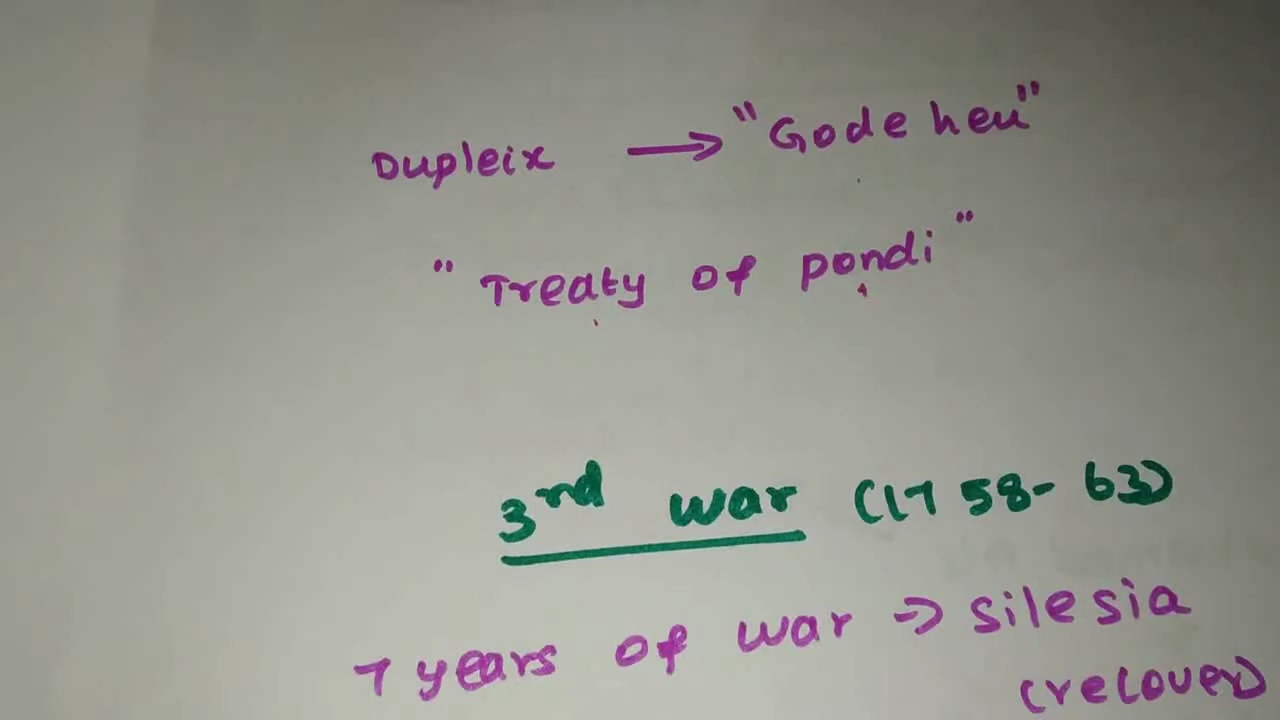 Dupleix → "Godeheu"
"Treaty of pondi"
3rd war (1758-63)
7 years of war → silesia
(recover)